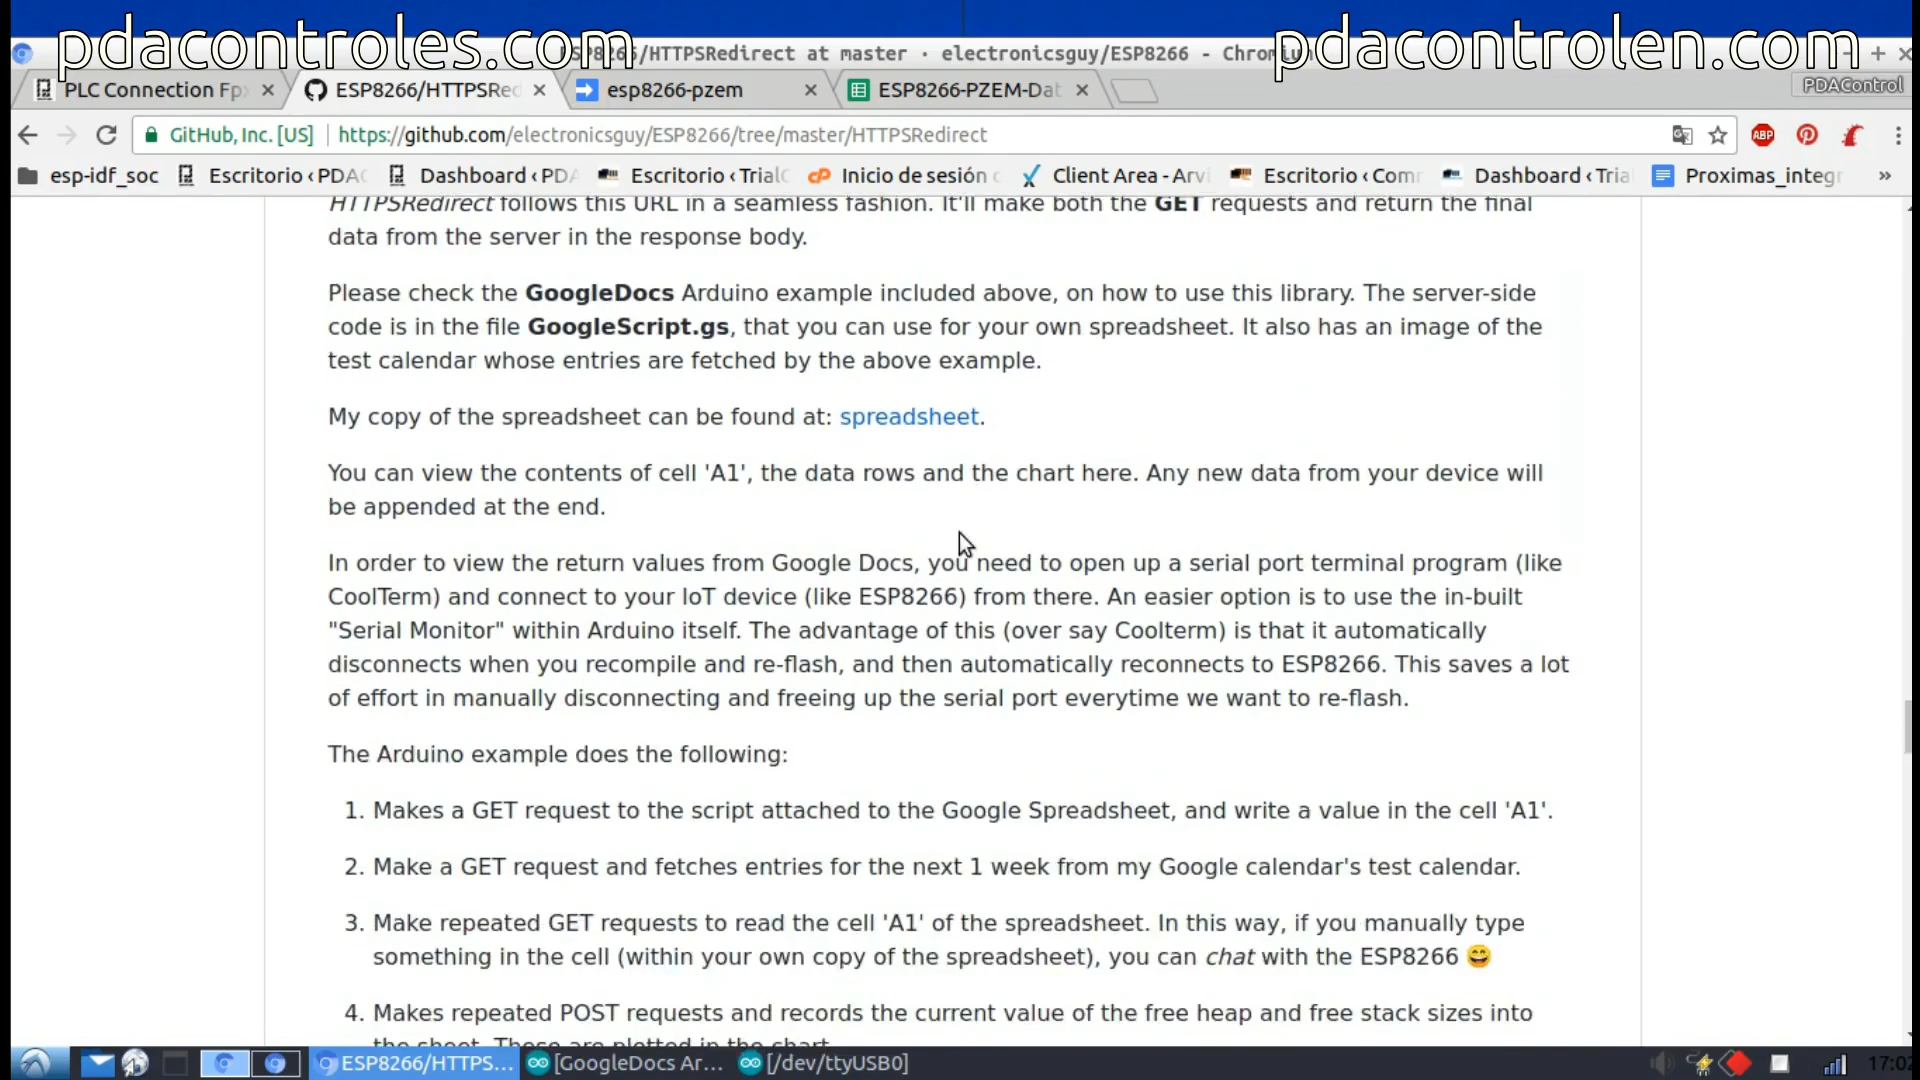 pdacontroles.com
pdacontrolen.com
ESP8266/HTTPSRedirect at master · electronicsguy/ESP8266 - Chromium
PLC Connection Fp
ESP8266/HTTPSRed
esp8266-pzem
ESP8266-PZEM-Dat
PDAControl
GitHub, Inc. [US]
https://github.com/electronicsguy/ESP8266/tree/master/HTTPSRedirect
ABP
esp-idf_soc
Escritorio ‹ PDAC
Dashboard ‹ PDA
Escritorio ‹ TrialC
Inicio de sesión
Client Area - Arvi
Escritorio ‹ Com
Dashboard ‹ Tria
Proximas_integr
»
HTTPSRedirect follows this URL in a seamless fashion. It'll make both the GET requests and return the final
data from the server in the response body.
Please check the GoogleDocs Arduino example included above, on how to use this library. The server-side
code is in the file GoogleScript.gs, that you can use for your own spreadsheet. It also has an image of the
test calendar whose entries are fetched by the above example.
My copy of the spreadsheet can be found at: spreadsheet.
You can view the contents of cell 'A1', the data rows and the chart here. Any new data from your device will
be appended at the end.
In order to view the return values from Google Docs, you need to open up a serial port terminal program (like
CoolTerm) and connect to your IoT device (like ESP8266) from there. An easier option is to use the in-built
"Serial Monitor" within Arduino itself. The advantage of this (over say Coolterm) is that it automatically
disconnects when you recompile and re-flash, and then automatically reconnects to ESP8266. This saves a lot
of effort in manually disconnecting and freeing up the serial port everytime we want to re-flash.
The Arduino example does the following:
1. Makes a GET request to the script attached to the Google Spreadsheet, and write a value in the cell 'A1'.
2. Make a GET request and fetches entries for the next 1 week from my Google calendar's test calendar.
3. Make repeated GET requests to read the cell 'A1' of the spreadsheet. In this way, if you manually type
something in the cell (within your own copy of the spreadsheet), you can chat with the ESP8266 😄
4. Makes repeated POST requests and records the current value of the free heap and free stack sizes into
the sheet. These are plotted in the chart.
ESP8266/HTTPS...
[GoogleDocs Ar...
[/dev/ttyUSB0]
17:02